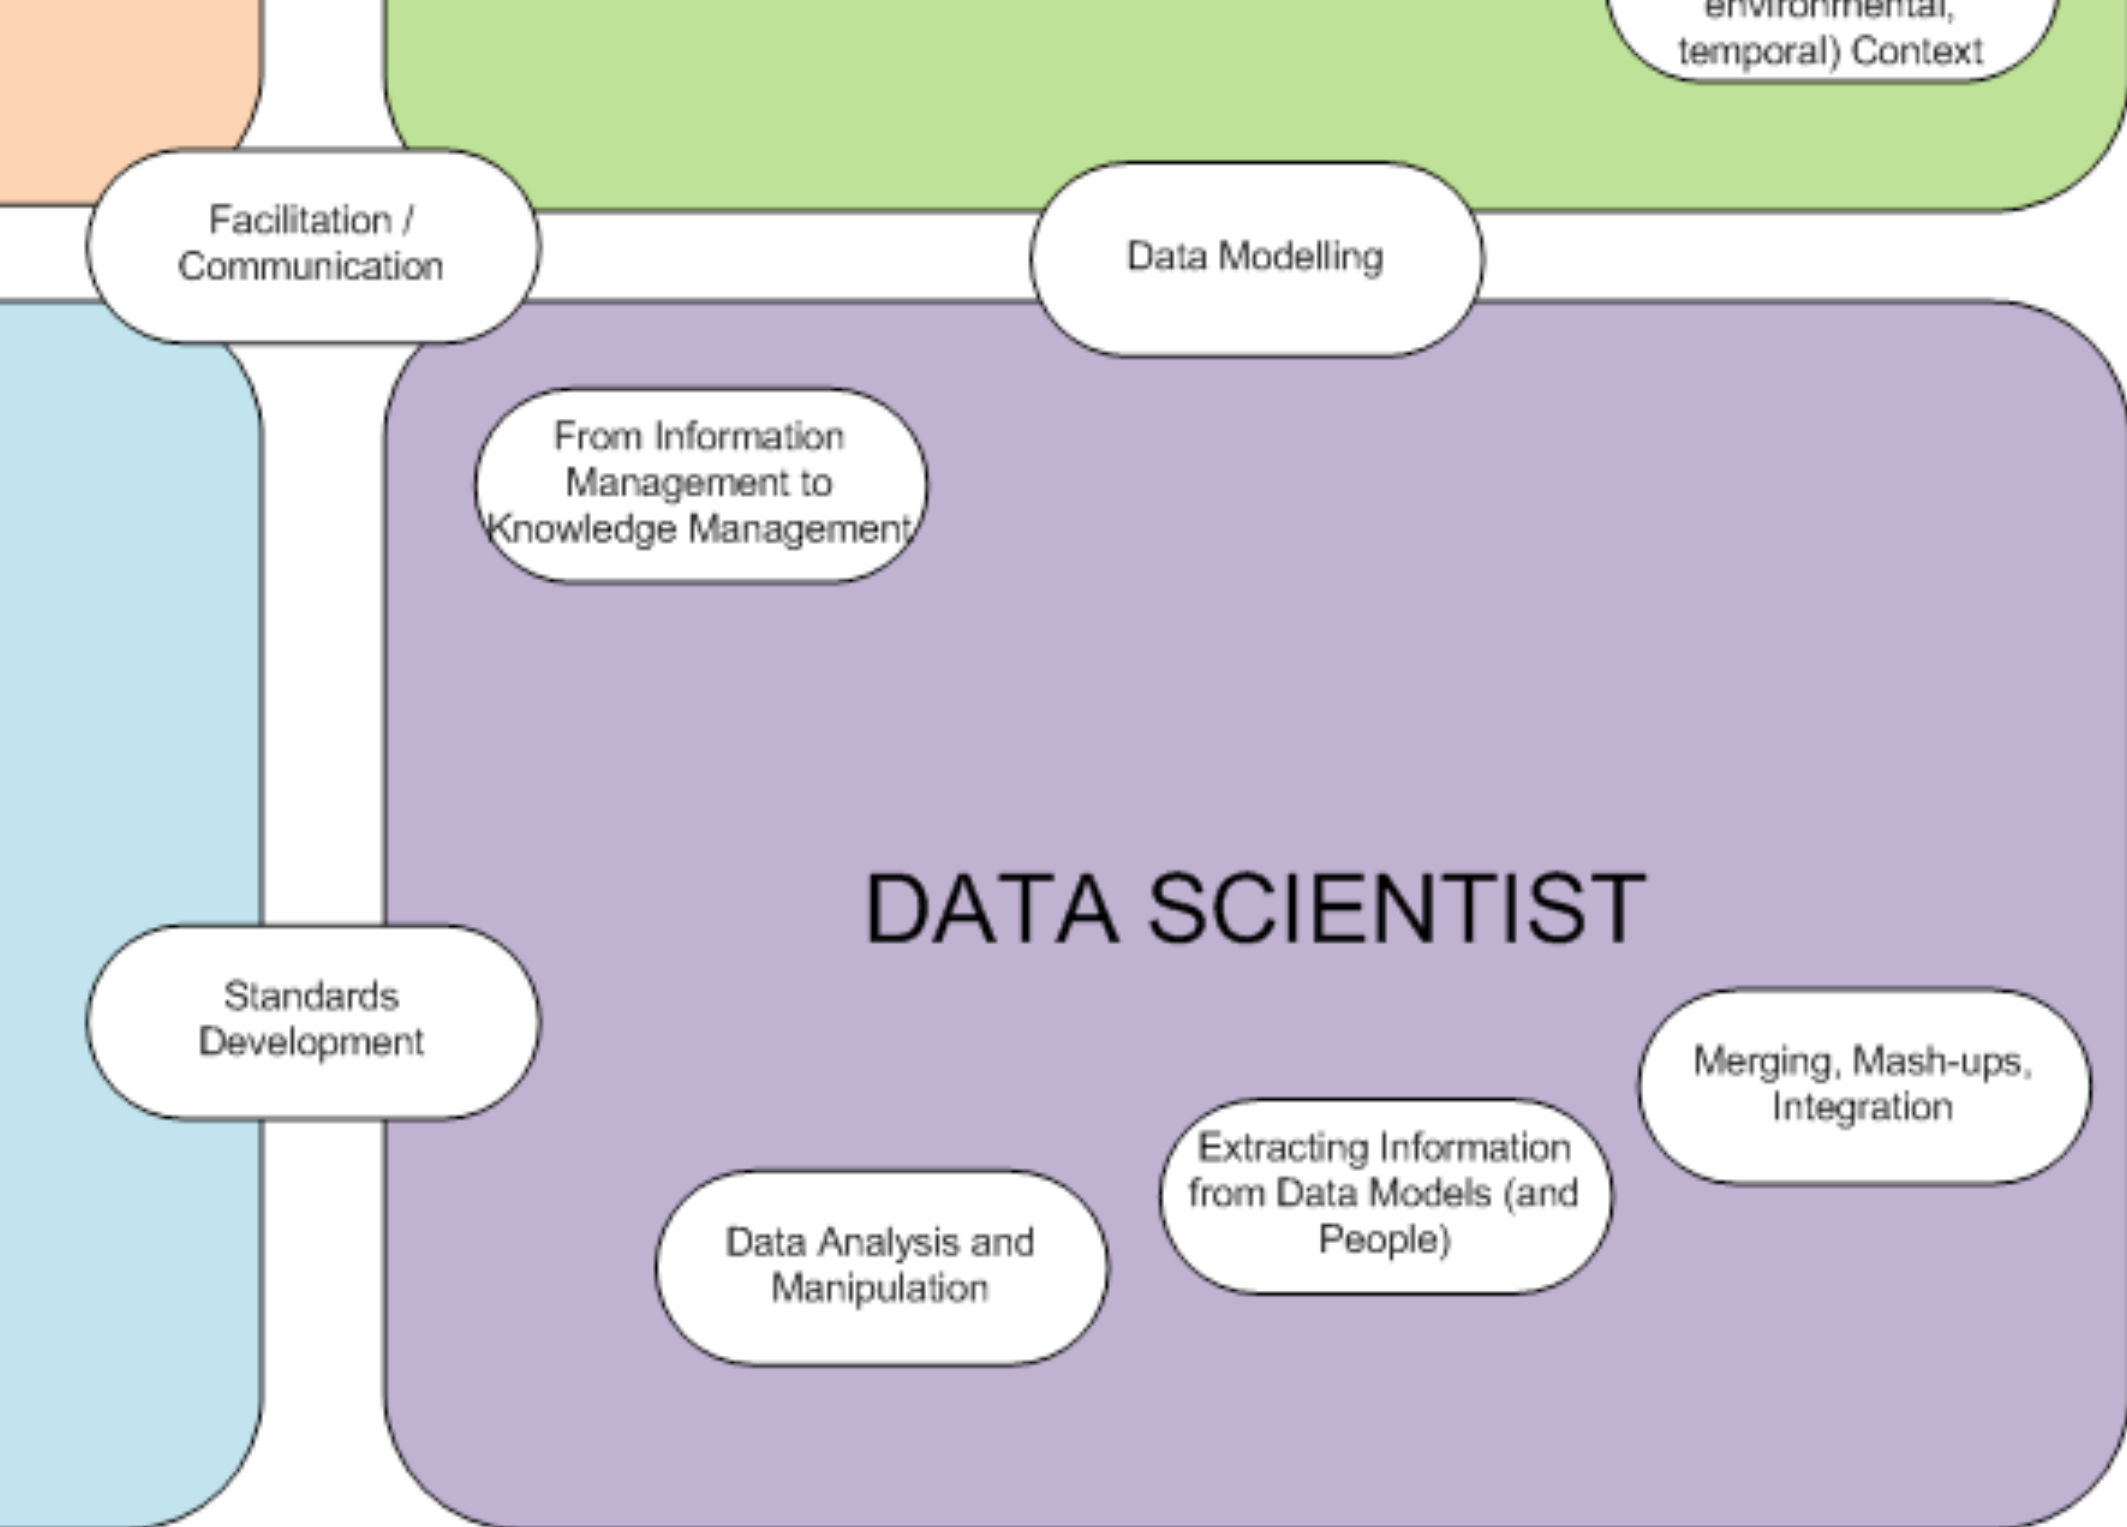 environmental,
temporal) Context
Facilitation /
Communication
Data Modelling
From Information
Management to
Knowledge Management
DATA SCIENTIST
Standards
Development
Merging, Mash-ups,
Integration
Extracting Information
from Data Models (and
People)
Data Analysis and
Manipulation